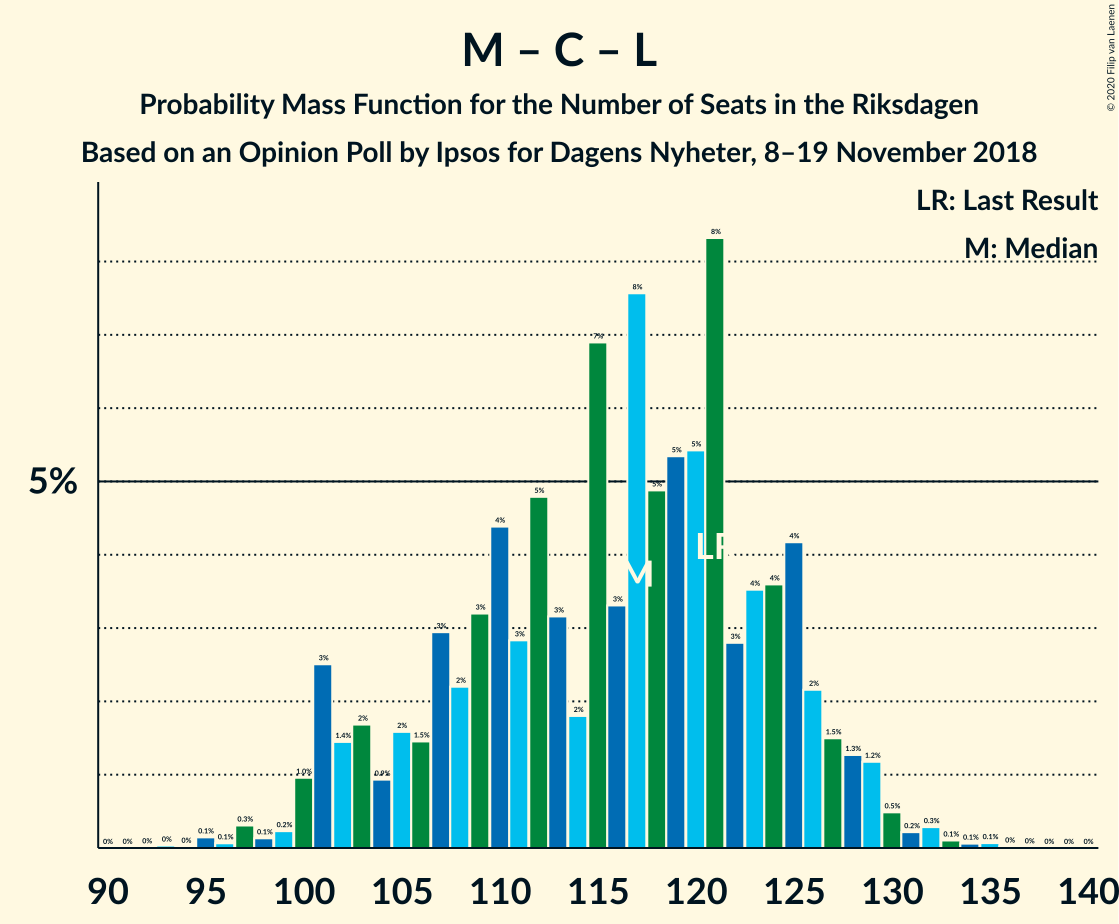 M – C – L
Probability Mass Function for the Number of Seats in the Riksdagen
Based on an Opinion Poll by Ipsos for Dagens Nyheter, 8–19 November 2018
© 2020 Filip van Laenen
LR: Last Result
M: Median
5%
0% 0% 0% 0% 0% 0.1% 0.1% 0.3% 0.1% 0.2% 1.0% 3% 1.4% 2% 0.9% 2% 1.5% 3% 2% 3% 4% 3% 5% 3% 2% 7% 3% 8% 5% 5% 5% 8% 3% 4% 4% 4% 2% 1.5% 1.3% 1.2% 0.5% 0.2% 0.3% 0.1% 0.1% 0.1% 0% 0% 0% 0% 0%
M
LR
90 95 100 105 110 115 120 125 130 135 140